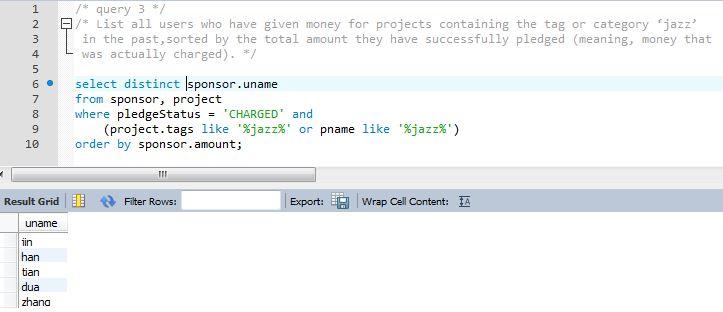 1 /* query 3 */
2 /* List all users who have given money for projects containing the tag or category ‘jazz’
3 in the past,sorted by the total amount they have successfully pledged (meaning, money that
4 was actually charged). */
5
6 select distinct sponsor.uname
7 from sponsor, project
8 where pledgeStatus = 'CHARGED' and
9 (project.tags like '%jazz%' or pname like '%jazz%')
10 order by sponsor.amount;
Result Grid Filter Rows: Export: Wrap Cell Content:
uname
han
tian
dua
zhang